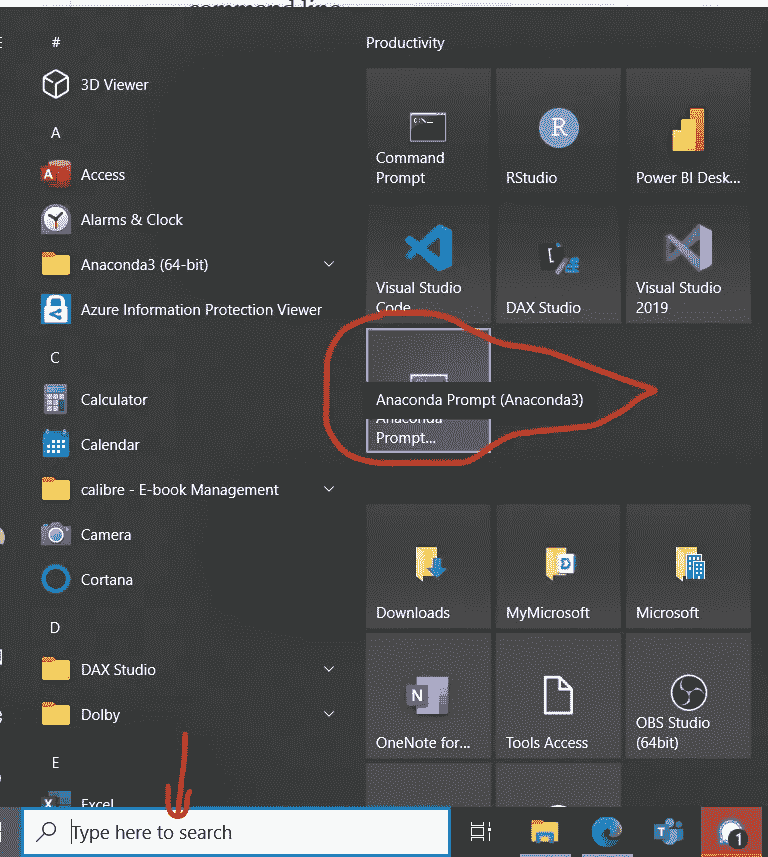 command line
#
3D Viewer
A
Access
Alarms & Clock
Anaconda3 (64-bit)
Azure Information Protection Viewer
C
Calculator
Calendar
calibre - E-book Management
Camera
Cortana
D
DAX Studio
Dolby
E
Excel
Productivity
Command
Prompt
RStudio
Power BI Desk...
Visual Studio
Code
DAX Studio
Visual Studio
2019
Anaconda Prompt (Anaconda3)
Anaconda
Prompt...
Downloads
MyMicrosoft
Microsoft
OneNote for...
Tools Access
OBS Studio
(64bit)
Type here to search
1